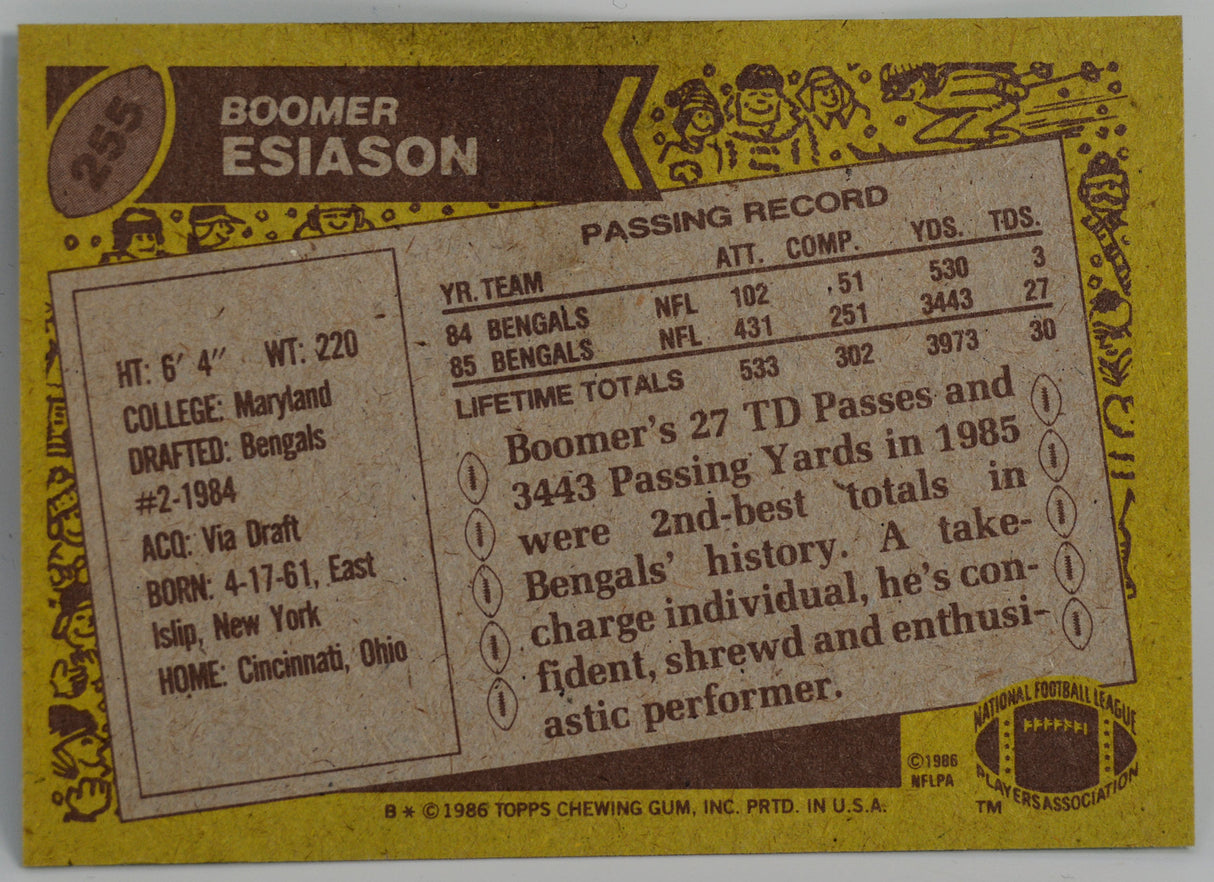 255
BOOMER
ESIASON
PASSING RECORD
YR. TEAM ATT. COMP. YDS. TDS.
84 BENGALS NFL 102 51 530 3
85 BENGALS NFL 431 251 3443 27
LIFETIME TOTALS 533 302 3973 30
HT: 6' 4" WT: 220
COLLEGE: Maryland
DRAFTED: Bengals
#2-1984
ACQ: Via Draft
BORN: 4-17-61, East
Islip, New York
HOME: Cincinnati, Ohio
Boomer's 27 TD Passes and
3443 Passing Yards in 1985
were 2nd-best totals in
Bengals' history. A take-
charge individual, he's con-
fident, shrewd and enthusi-
astic performer.
NATIONAL FOOTBALL LEAGUE
PLAYERS ASSOCIATION
TM
©1986
NFLPA
B * © 1986 TOPPS CHEWING GUM, INC. PRTD. IN U.S.A.